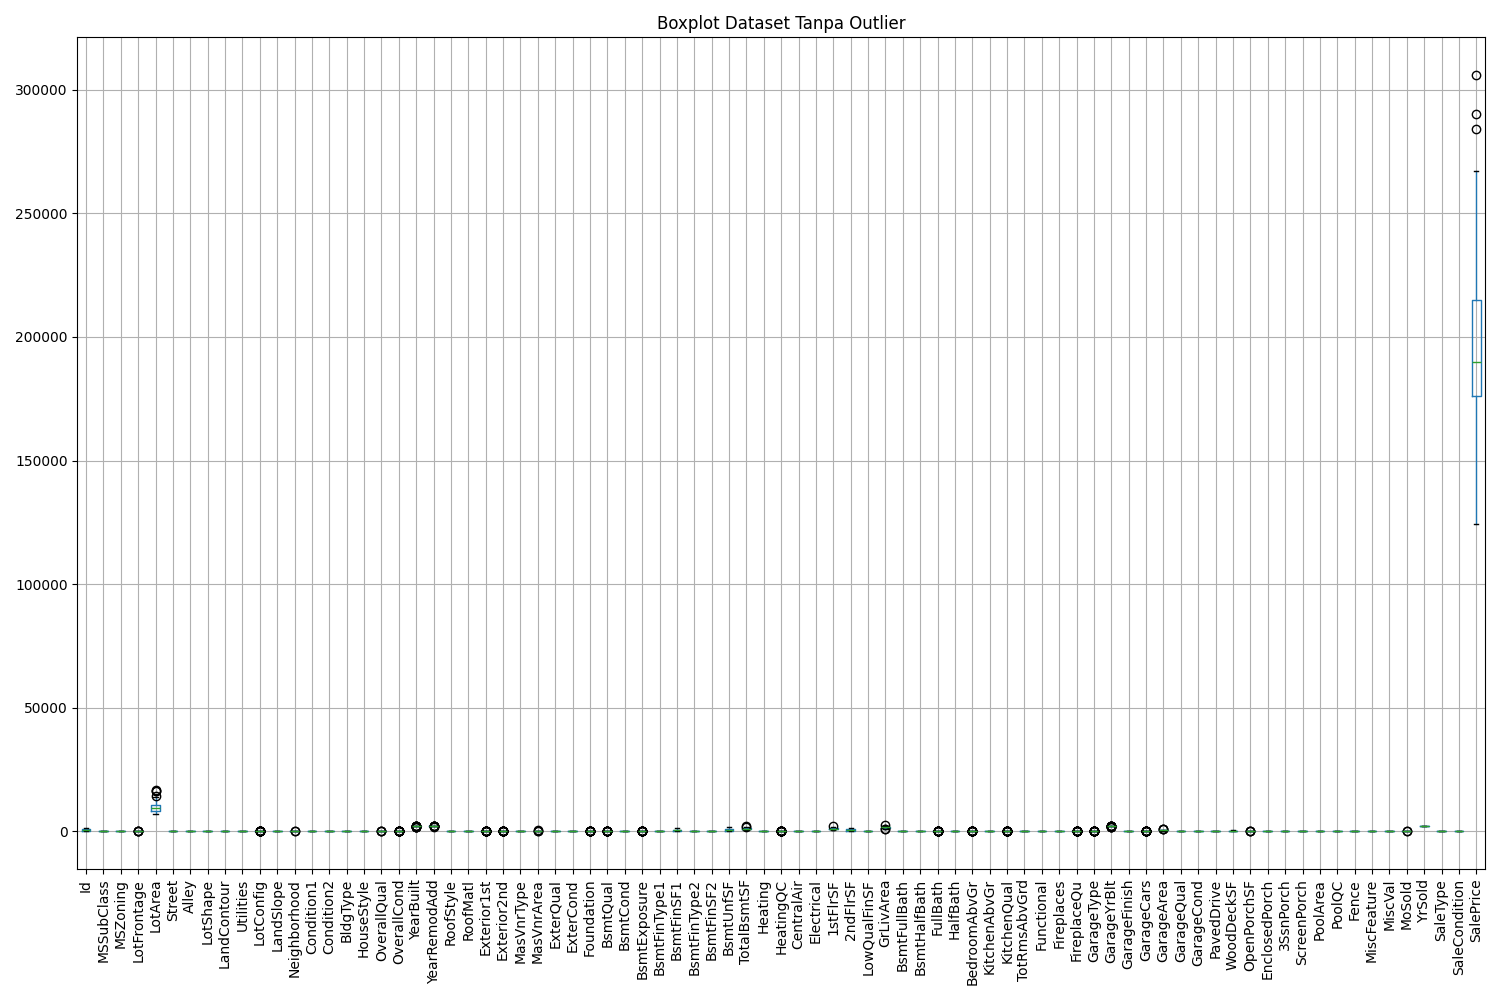 Boxplot Dataset Tanpa Outlier
300000
250000
200000
150000
100000
50000
0
Id
MSSubClass
MSZoning
LotFrontage
LotArea
Street
Alley
LotShape
LandContour
Utilities
LotConfig
LandSlope
Neighborhood
Condition1
Condition2
BldgType
HouseStyle
OverallQual
OverallCond
YearBuilt
YearRemodAdd
RoofStyle
RoofMatl
Exterior1st
Exterior2nd
MasVnrType
MasVnrArea
ExterQual
ExterCond
Foundation
BsmtQual
BsmtCond
BsmtExposure
BsmtFinType1
BsmtFinSF1
BsmtFinType2
BsmtFinSF2
BsmtUnfSF
TotalBsmtSF
Heating
HeatingQC
CentralAir
Electrical
1stFlrSF
2ndFlrSF
LowQualFinSF
GrLivArea
BsmtFullBath
BsmtHalfBath
FullBath
HalfBath
BedroomAbvGr
KitchenAbvGr
KitchenQual
TotRmsAbvGrd
Functional
Fireplaces
FireplaceQu
GarageType
GarageYrBlt
GarageFinish
GarageCars
GarageArea
GarageQual
GarageCond
PavedDrive
WoodDeckSF
OpenPorchSF
EnclosedPorch
3SsnPorch
ScreenPorch
PoolArea
PoolQC
Fence
MiscFeature
MiscVal
MoSold
YrSold
SaleType
SaleCondition
SalePrice